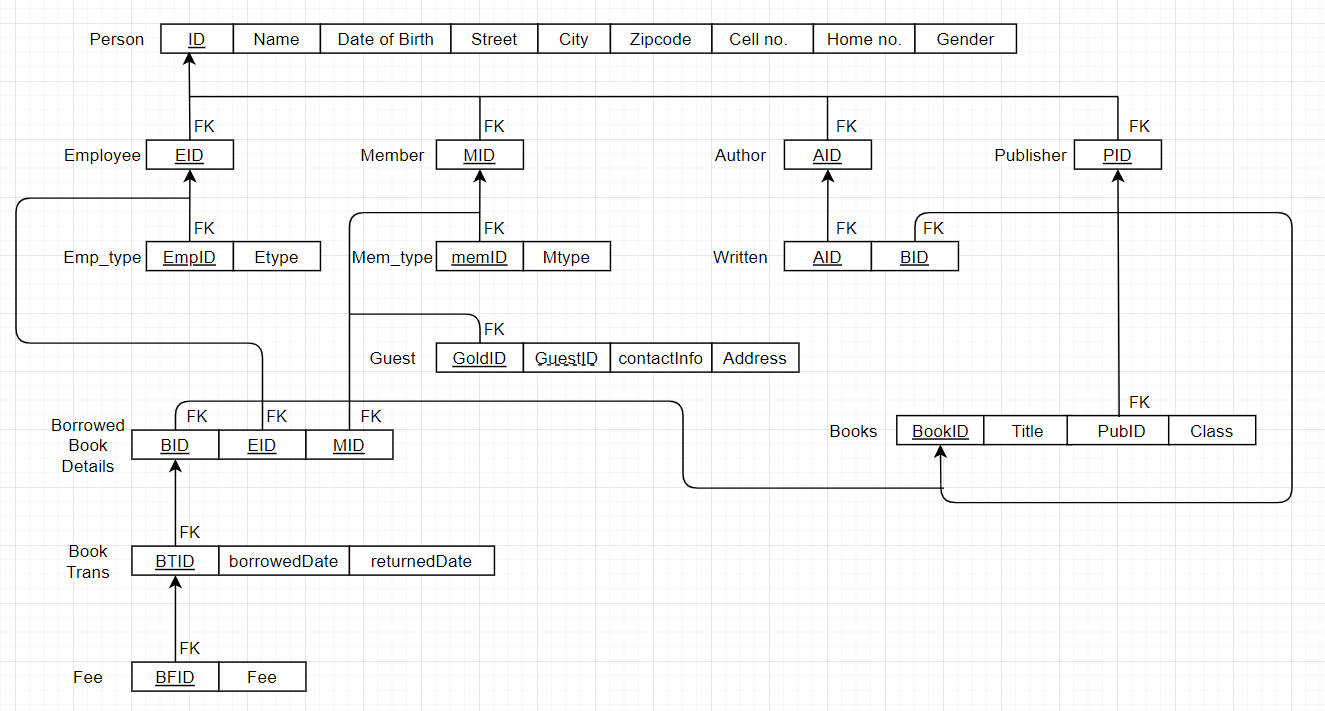 Person ID Name Date of Birth Street City Zipcode Cell no. Home no. Gender
FK FK FK FK
Employee EID Member MID Author AID Publisher PID
FK FK FK FK
Emp_type EmpID Etype Mem_type memID Mtype Written AID BID
FK
Guest GoldID GuestID contactInfo Address
FK FK FK FK
Borrowed
Book
Details
BID EID MID
Books BookID Title PubID Class
FK
Book
Trans
BTID borrowedDate returnedDate
FK
Fee BFID Fee